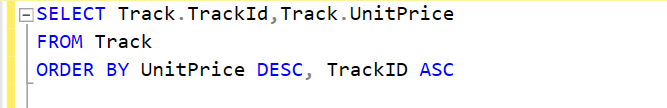 SELECT Track.TrackId,Track.UnitPrice
FROM Track
ORDER BY UnitPrice DESC, TrackID ASC